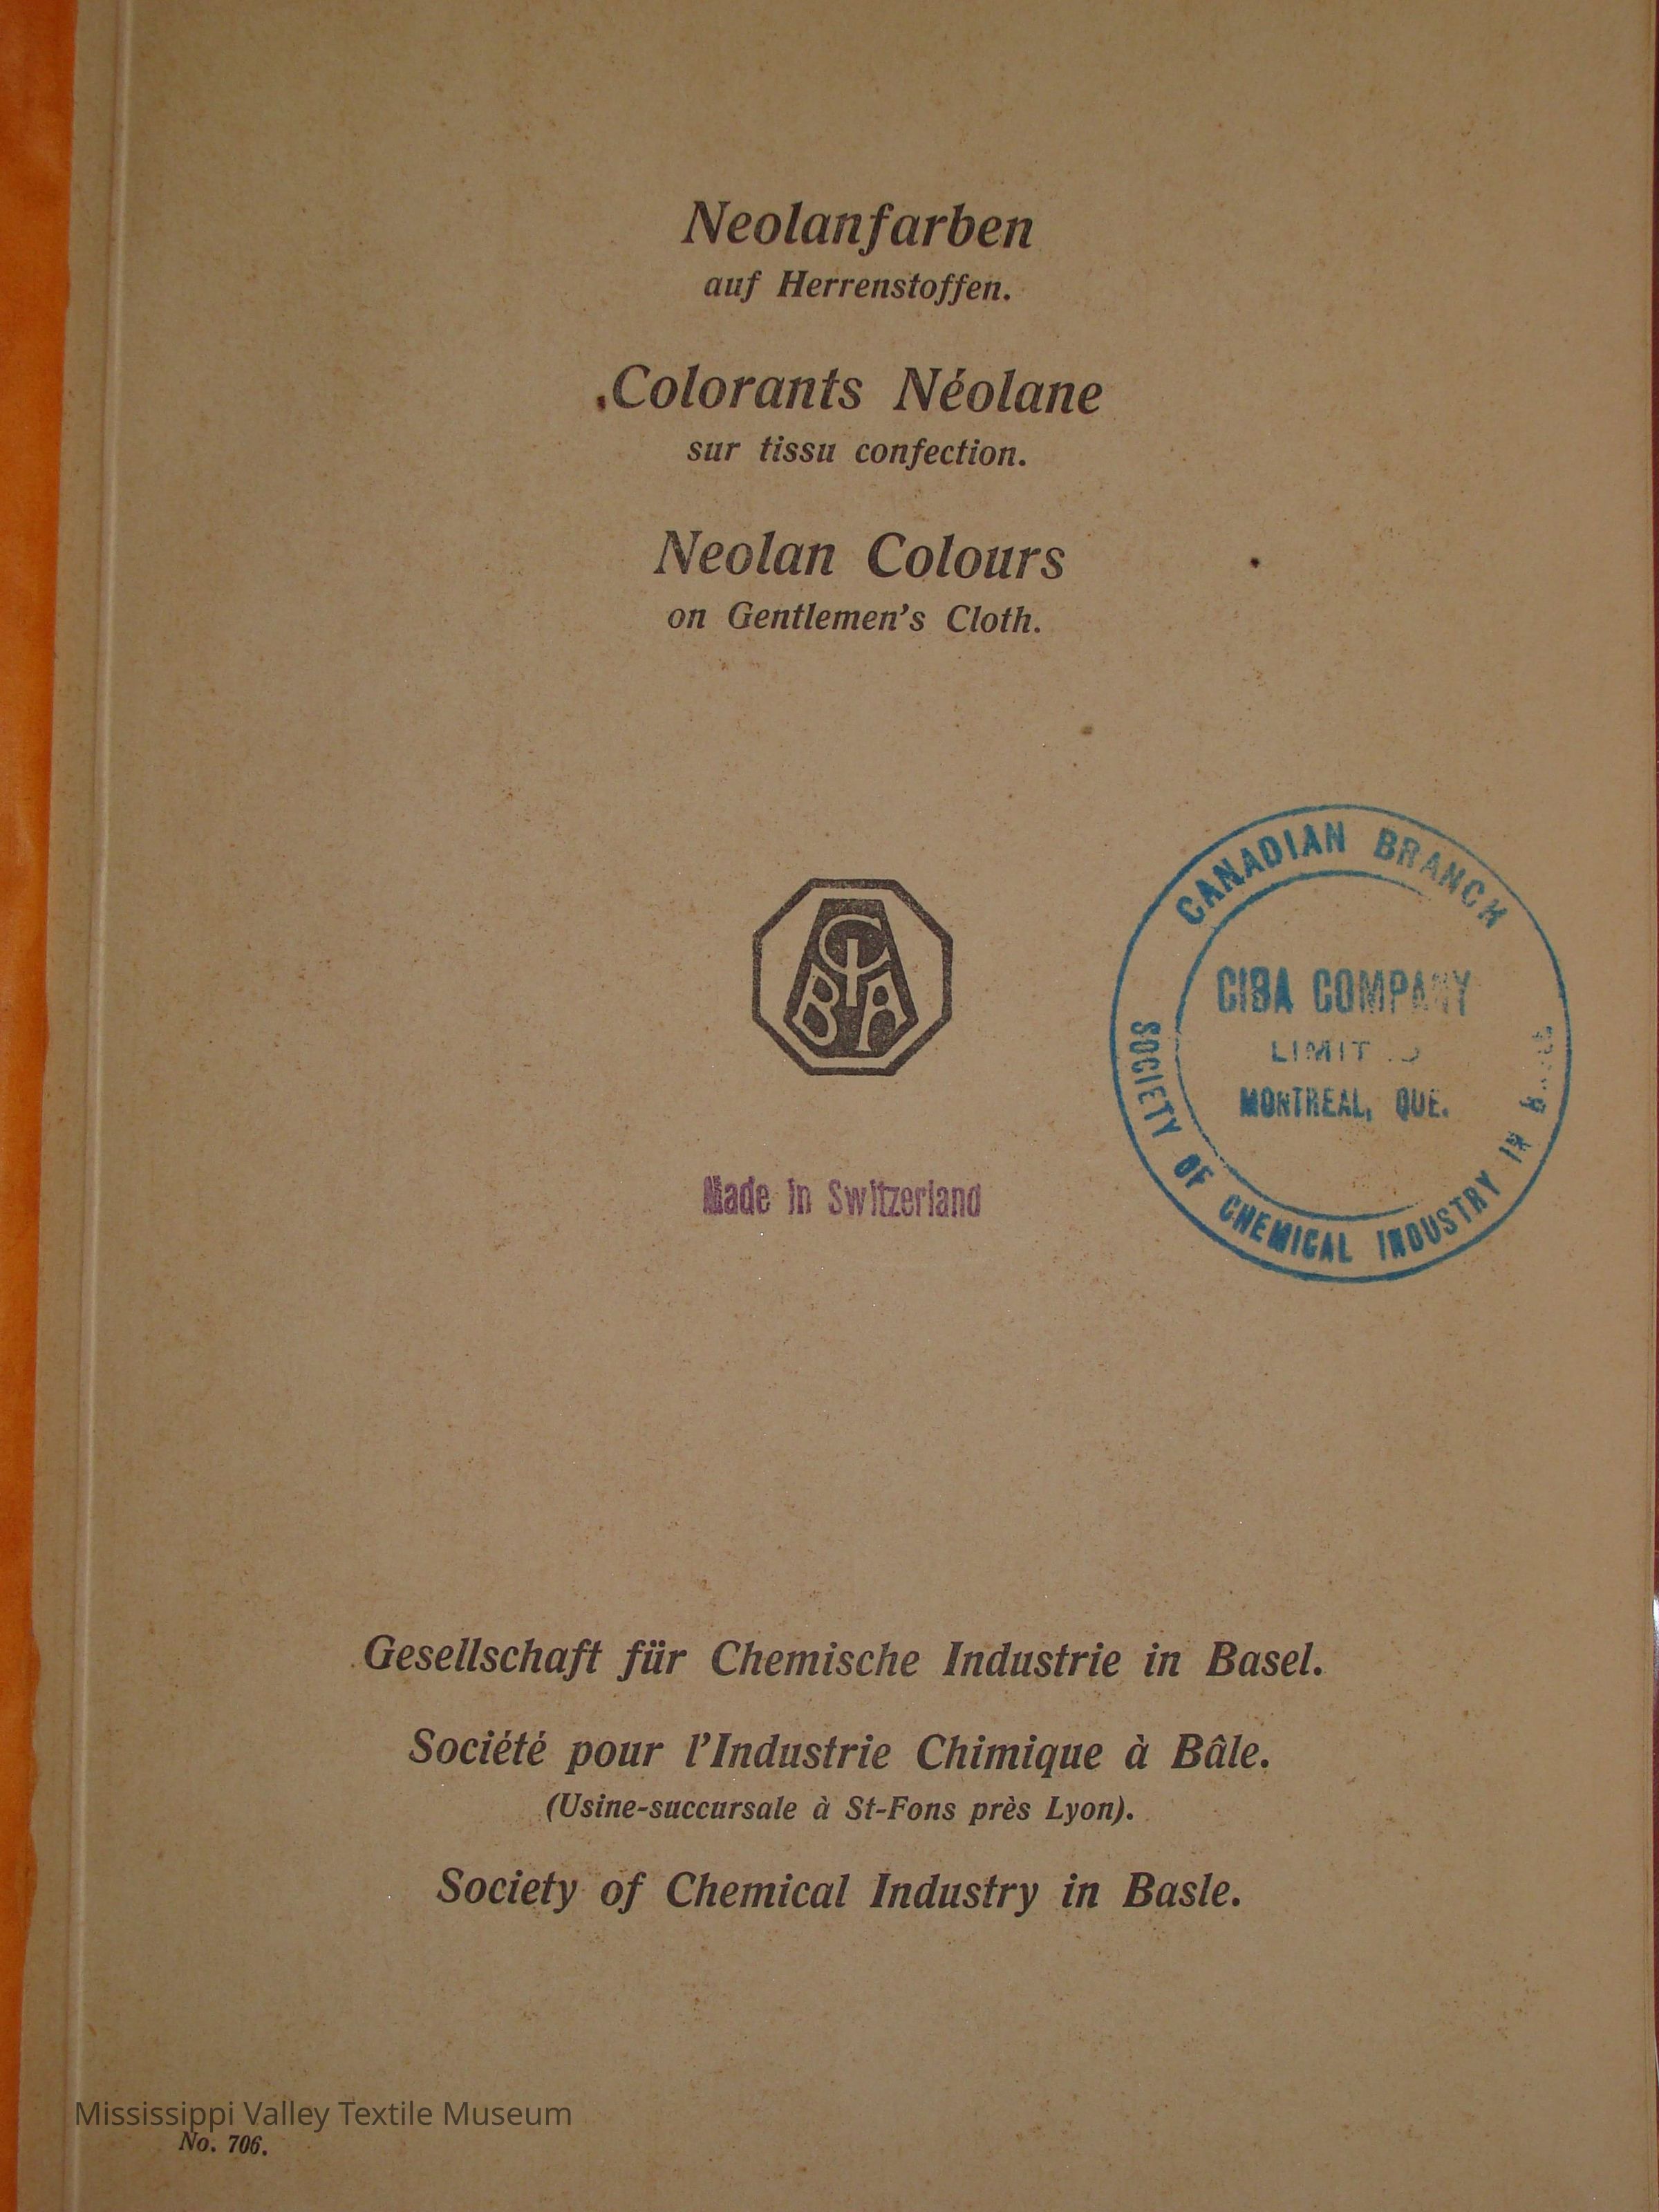 Neolanfarben
auf Herrenstoffen.
Colorants Néolane
sur tissu confection.
Neolan Colours
on Gentlemen's Cloth.
CIBA
CANADIAN BRANCH
CIBA COMPANY
MONTREAL, QUE.
SOCIETY OF CHEMICAL INDUSTRY IN
Made in Switzerland
Gesellschaft für Chemische Industrie in Basel.
Société pour l'Industrie Chimique à Bâle.
(Usine-succursale à St-Fons près Lyon).
Society of Chemical Industry in Basle.
Mississippi Valley Textile Museum
No. 706.